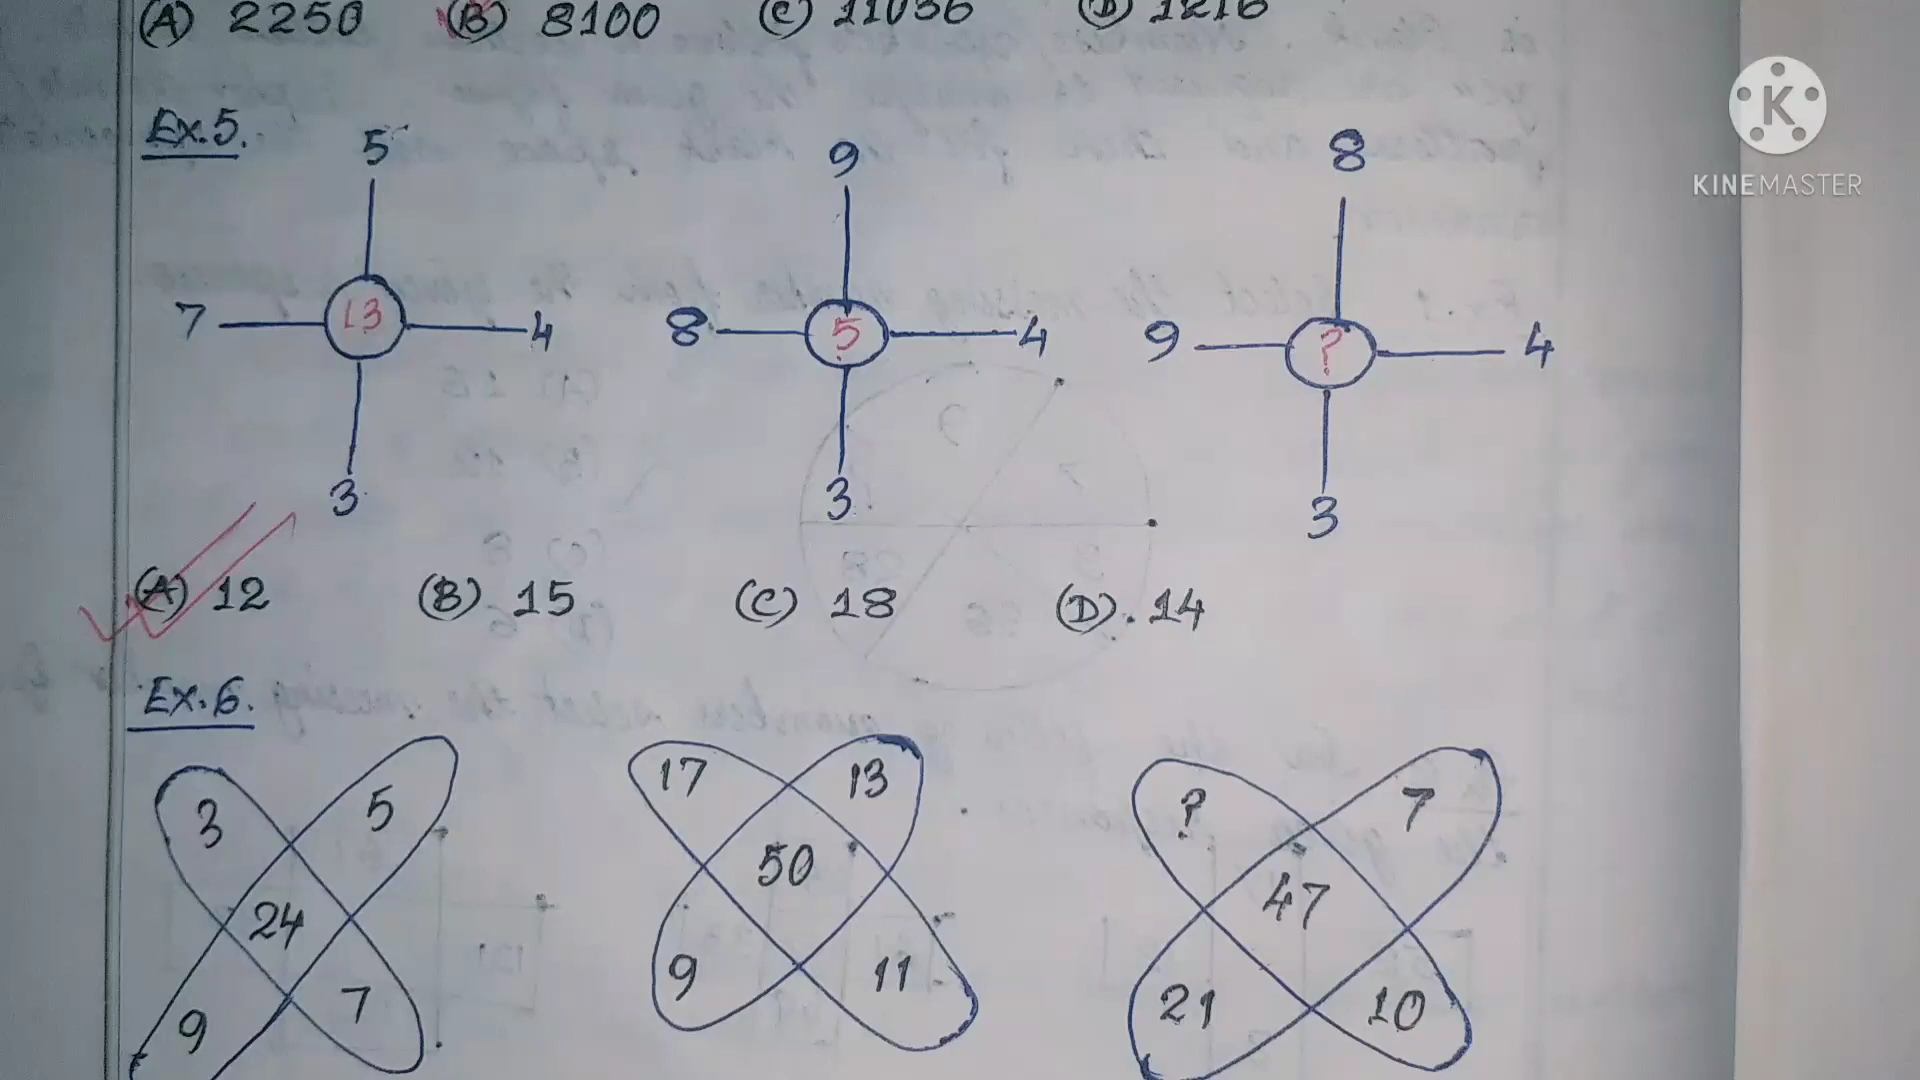 (A) 2250 (B) 8100 (C) 11036 (D) 1216
Ex.5.
5 9 8
7 13 4 8 5 4 9 ? 4
3 3 3
(A) 12 (B) 15 (C) 18 (D). 14
Ex.6.
3 5 17 13 ? 7
24 50 47
9 7 9 11 21 10
K
KINEMASTER